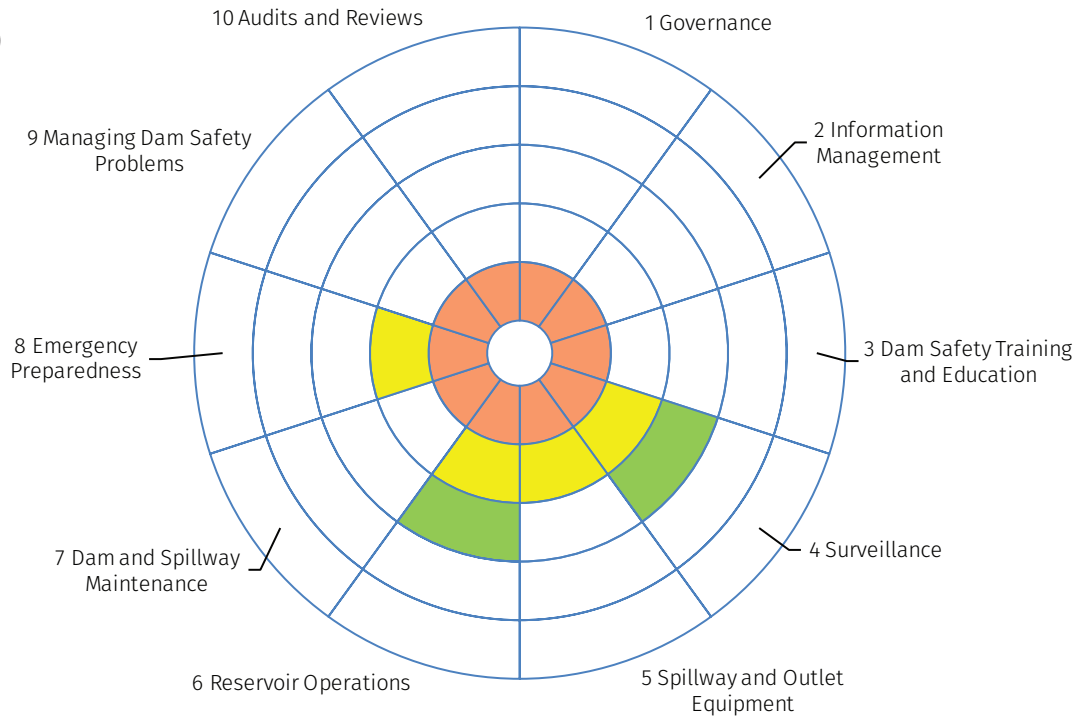 10 Audits and Reviews
1 Governance
2 Information
Management
3 Dam Safety Training
and Education
4 Surveillance
5 Spillway and Outlet
Equipment
6 Reservoir Operations
7 Dam and Spillway
Maintenance
8 Emergency
Preparedness
9 Managing Dam Safety
Problems